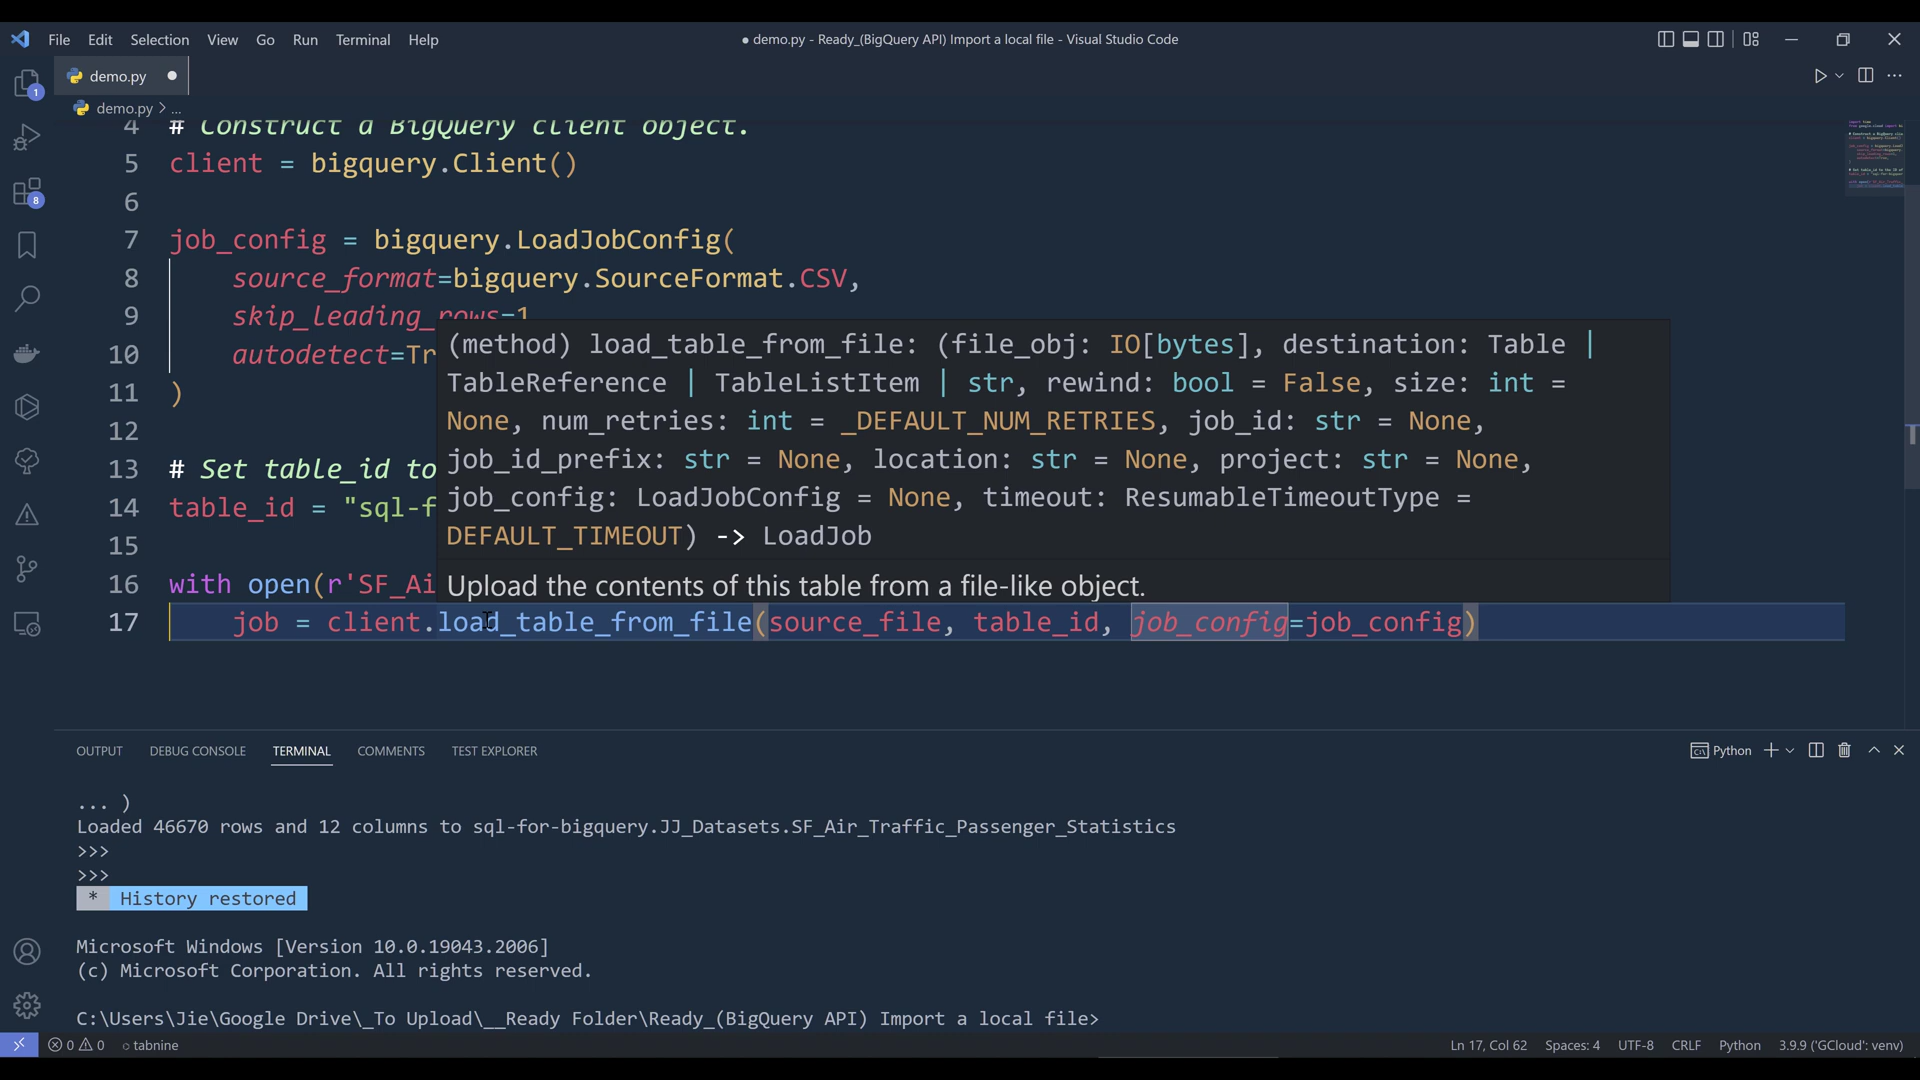 File Edit Selection View Go Run Terminal Help
● demo.py - Ready_(BigQuery API) Import a local file - Visual Studio Code
demo.py ●
demo.py > ...
4 # Construct a BigQuery client object.
5 client = bigquery.Client()
6
7 job_config = bigquery.LoadJobConfig(
8 source_format=bigquery.SourceFormat.CSV,
9 skip_leading_rows=1
10 autodetect=Tr
11 )
12
13 # Set table_id to
14 table_id = "sql-f
15
16 with open(r'SF_Ai
17 job = client.load_table_from_file(source_file, table_id, job_config=job_config)
(method) load_table_from_file: (file_obj: IO[bytes], destination: Table |
TableReference | TableListItem | str, rewind: bool = False, size: int =
None, num_retries: int = _DEFAULT_NUM_RETRIES, job_id: str = None,
job_id_prefix: str = None, location: str = None, project: str = None,
job_config: LoadJobConfig = None, timeout: ResumableTimeoutType =
DEFAULT_TIMEOUT) -> LoadJob
Upload the contents of this table from a file-like object.
1
8
OUTPUT DEBUG CONSOLE TERMINAL COMMENTS TEST EXPLORER
Python
... )
Loaded 46670 rows and 12 columns to sql-for-bigquery.JJ_Datasets.SF_Air_Traffic_Passenger_Statistics
>>>
>>>
* History restored
Microsoft Windows [Version 10.0.19043.2006]
(c) Microsoft Corporation. All rights reserved.
C:\Users\Jie\Google Drive\_To Upload\__Ready Folder\Ready_(BigQuery API) Import a local file>
0 0 tabnine
Ln 17, Col 62 Spaces: 4 UTF-8 CRLF Python 3.9.9 ('GCloud': venv)